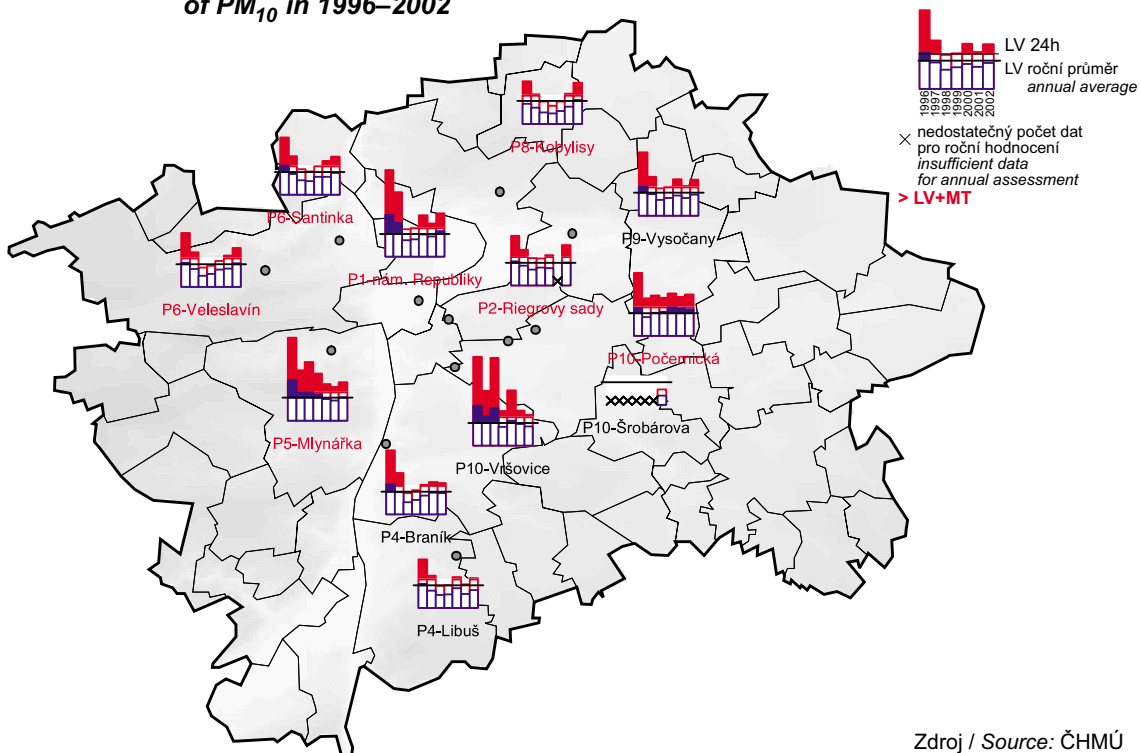 of PM10 in 1996–2002
LV 24h
LV roční průměr
annual average
1996
1997
1998
1999
2000
2001
2002
× nedostatečný počet dat
pro roční hodnocení
insufficient data
for annual assessment
> LV+MT
P8-Kobylisy
P6-Santinka
P9-Vysočany
P1-nám. Republiky
P6-Veleslavín
P2-Riegrovy sady
P10-Počernická
P10-Šrobárova
P5-Mlynářka
P10-Vršovice
P4-Braník
P4-Libuš
Zdroj / Source: ČHMÚ